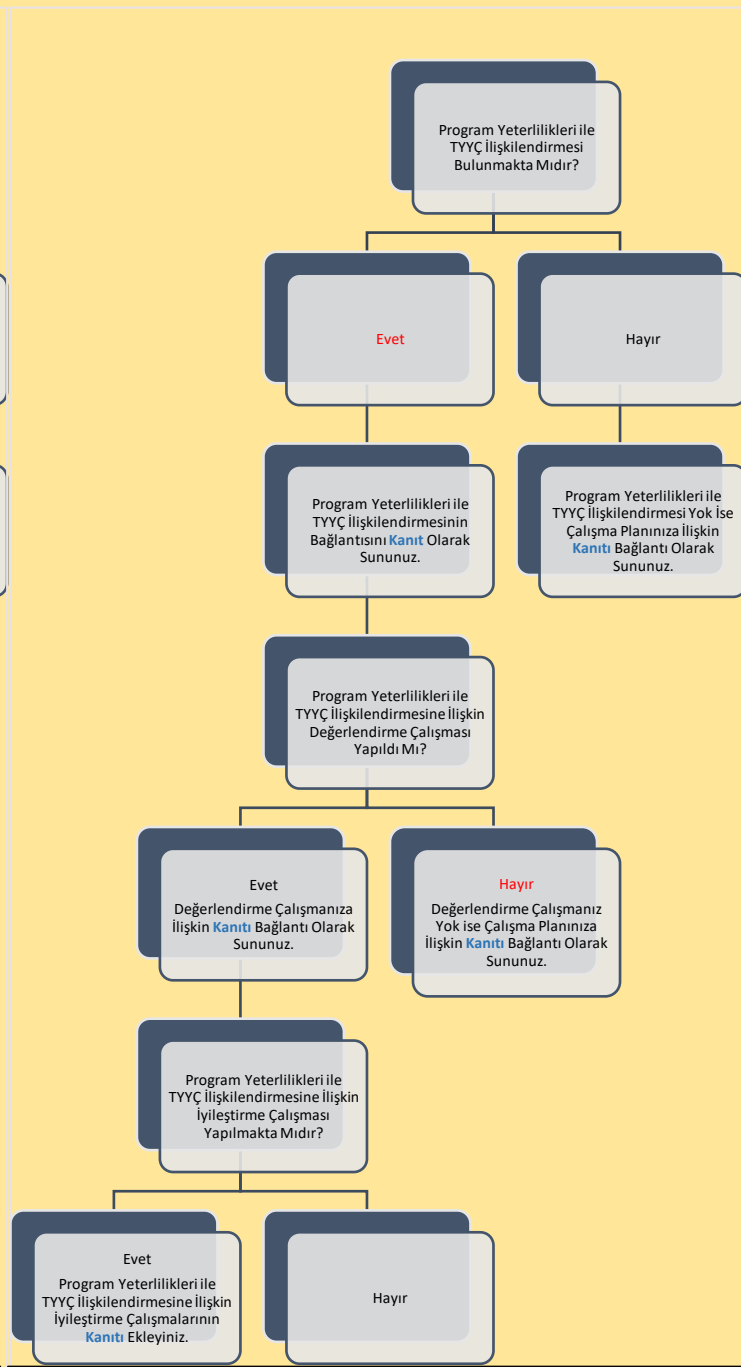 Program Yeterlilikleri ile
TYYÇ İlişkilendirmesi
Bulunmakta Mıdır?
Evet
Hayır
Program Yeterlilikleri ile
TYYÇ İlişkilendirmesinin
Bağlantısını Kanıt Olarak
Sununuz.
Program Yeterlilikleri ile
TYYÇ İlişkilendirmesi Yok İse
Çalışma Planınıza İlişkin
Kanıtı Bağlantı Olarak
Sununuz.
Program Yeterlilikleri ile
TYYÇ İlişkilendirmesine İlişkin
Değerlendirme Çalışması
Yapıldı Mı?
Evet
Değerlendirme Çalışmanıza
İlişkin Kanıtı Bağlantı Olarak
Sununuz.
Hayır
Değerlendirme Çalışmanız
Yok ise Çalışma Planınıza
İlişkin Kanıtı Bağlantı Olarak
Sununuz.
Program Yeterlilikleri ile
TYYÇ İlişkilendirmesine İlişkin
İyileştirme Çalışması
Yapılmakta Mıdır?
Evet
Program Yeterlilikleri ile
TYYÇ İlişkilendirmesine İlişkin
İyileştirme Çalışmalarının
Kanıtı Ekleyiniz.
Hayır